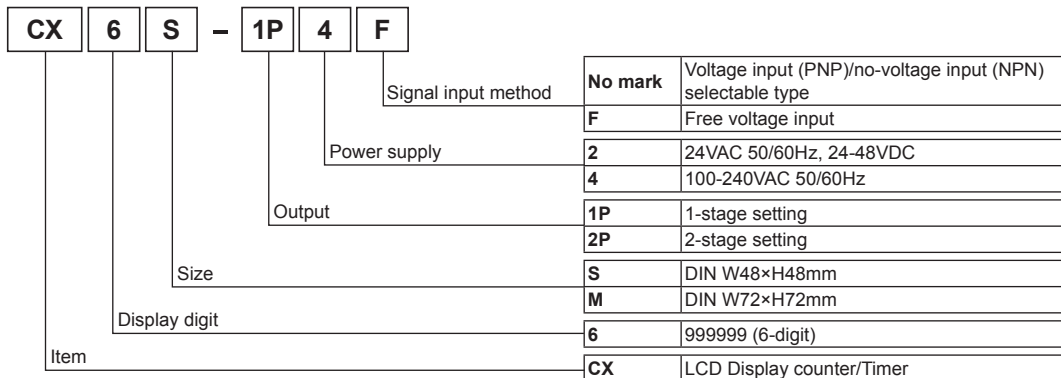 CX 6 S – 1P 4 F
Signal input method
No mark Voltage input (PNP)/no-voltage input (NPN)
selectable type
F Free voltage input
Power supply
2 24VAC 50/60Hz, 24-48VDC
4 100-240VAC 50/60Hz
Output
1P 1-stage setting
2P 2-stage setting
Size
S DIN W48×H48mm
M DIN W72×H72mm
Display digit
6 999999 (6-digit)
Item
CX LCD Display counter/Timer